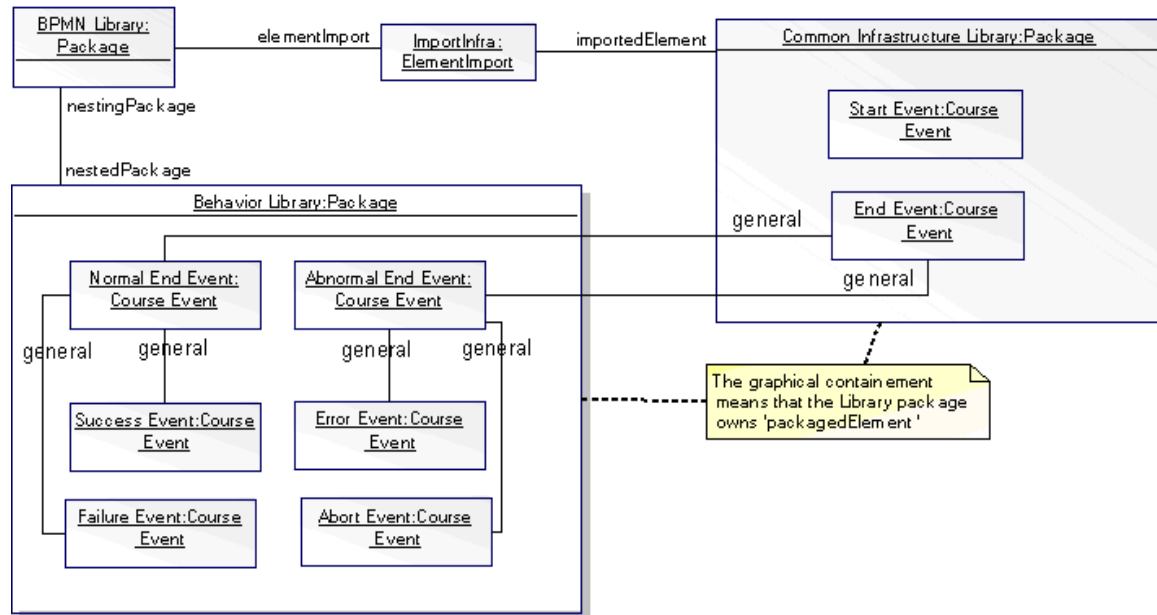 BPMN Library:
Package
elementImport
ImportInfra:
ElementImport
importedElement
Common Infrastructure Library:Package
nestingPackage
Start Event:Course
Event
nestedPackage
Behavior Library:Package
End Event:Course
Event
general
general
Normal End Event:
Course Event
Abnormal End Event:
Course Event
general
general
general
general
The graphical containement
means that the Library package
owns 'packagedElement'
Success Event:Course
Event
Error Event:Course
Event
Failure Event:Course
Event
Abort Event:Course
Event